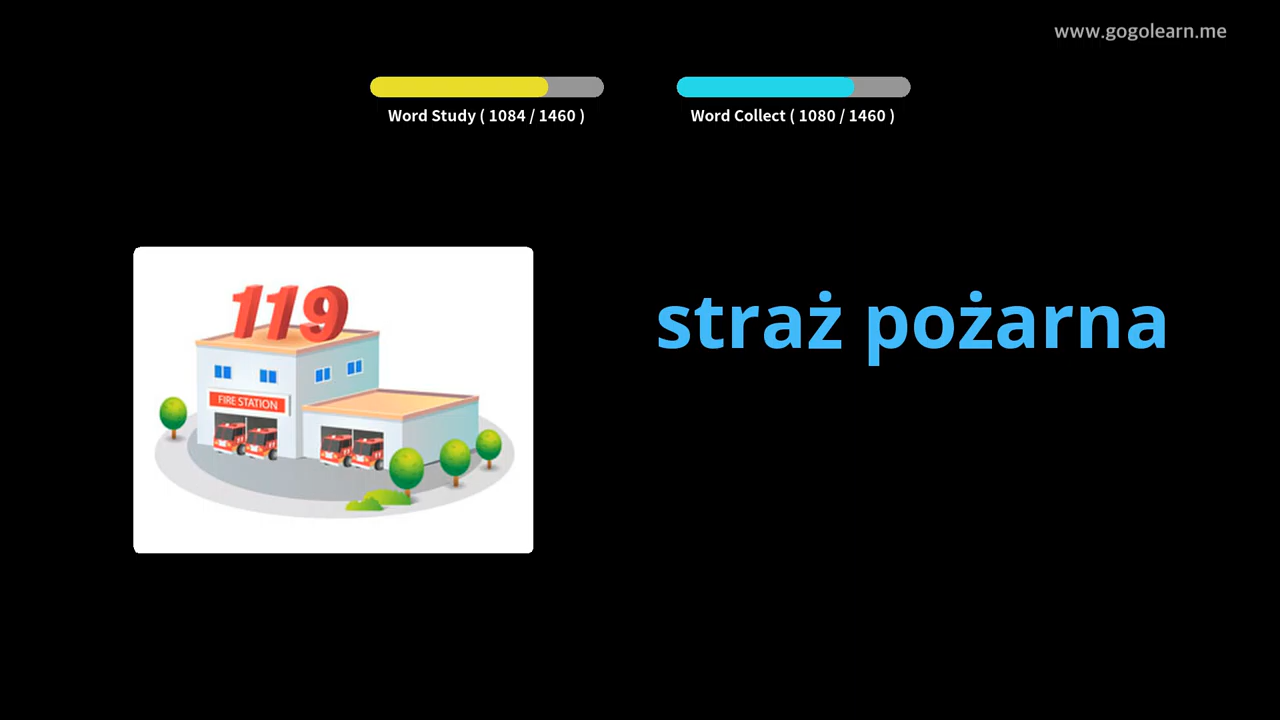 www.gogolearn.me
Word Study ( 1084 / 1460 )
Word Collect ( 1080 / 1460 )
119
FIRE STATION
straż pożarna